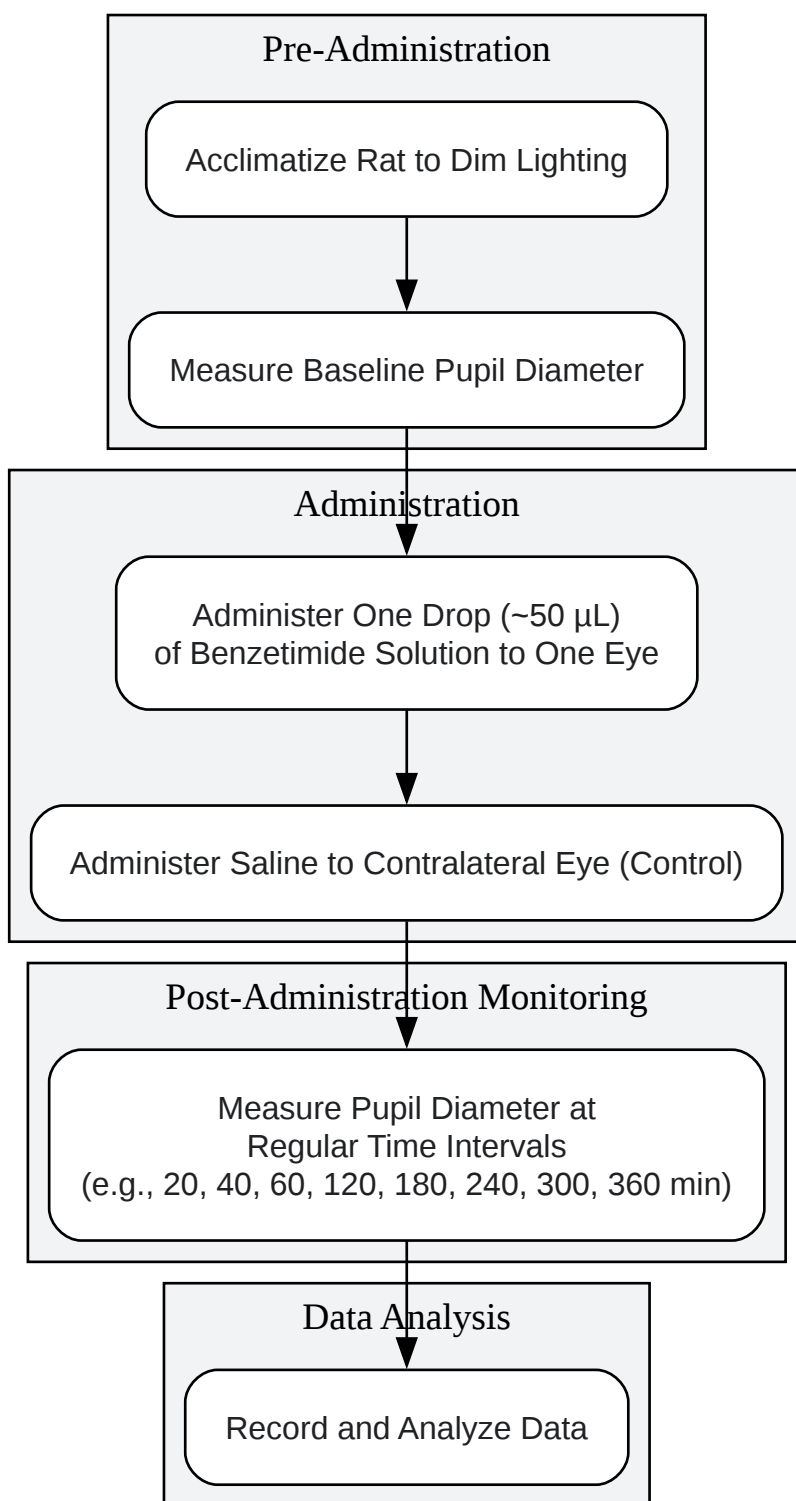 Pre-Administration
Acclimatize Rat to Dim Lighting
Measure Baseline Pupil Diameter
Administration
Administer One Drop (~50 µL)
of Benzetimide Solution to One Eye
Administer Saline to Contralateral Eye (Control)
Post-Administration Monitoring
Measure Pupil Diameter at
Regular Time Intervals
(e.g., 20, 40, 60, 120, 180, 240, 300, 360 min)
Data Analysis
Record and Analyze Data